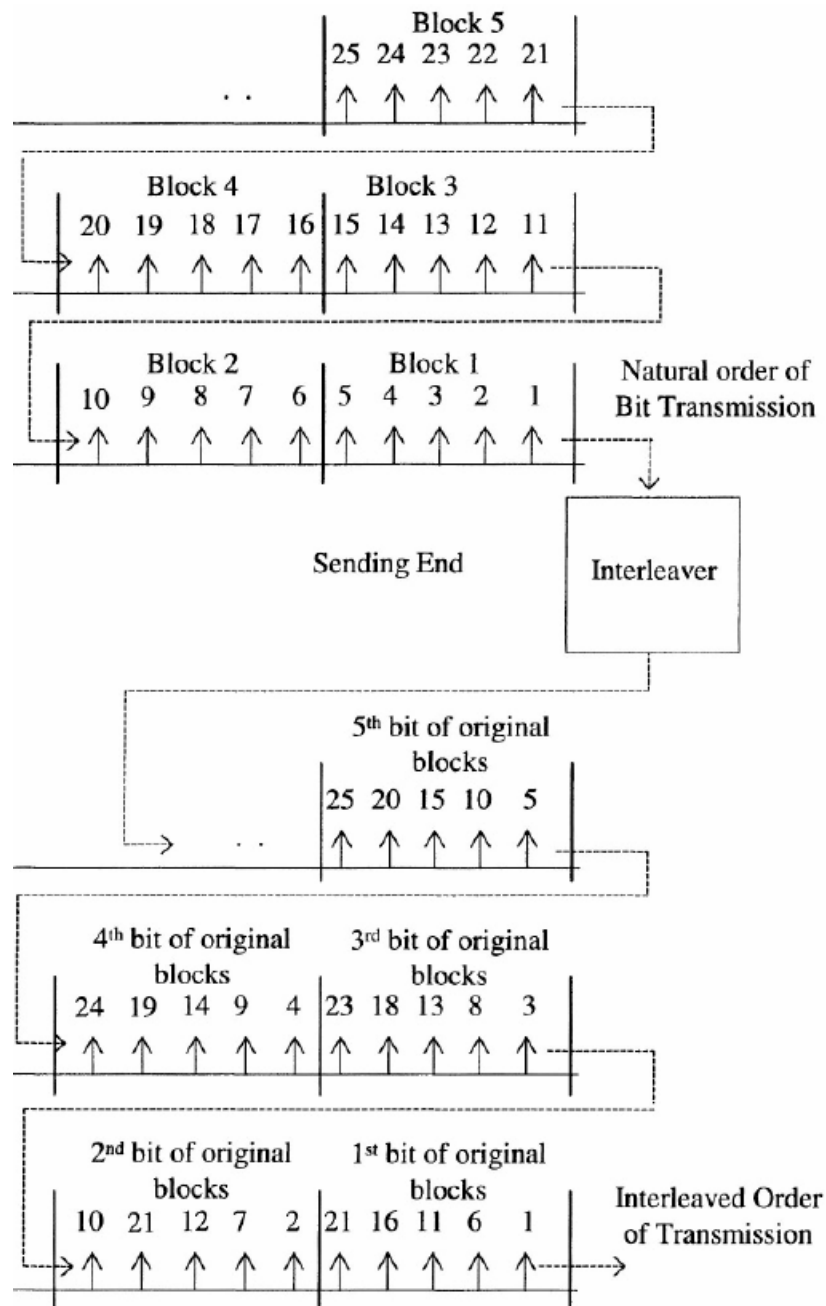 Block 5
25 24 23 22 21
. .
Block 4 Block 3
20 19 18 17 16 15 14 13 12 11
Block 2 Block 1
10 9 8 7 6 5 4 3 2 1
Natural order of
Bit Transmission
Sending End
Interleaver
5th bit of original
blocks
25 20 15 10 5
. .
4th bit of original 3rd bit of original
blocks blocks
24 19 14 9 4 23 18 13 8 3
2nd bit of original 1st bit of original
blocks blocks
10 21 12 7 2 21 16 11 6 1
Interleaved Order
of Transmission